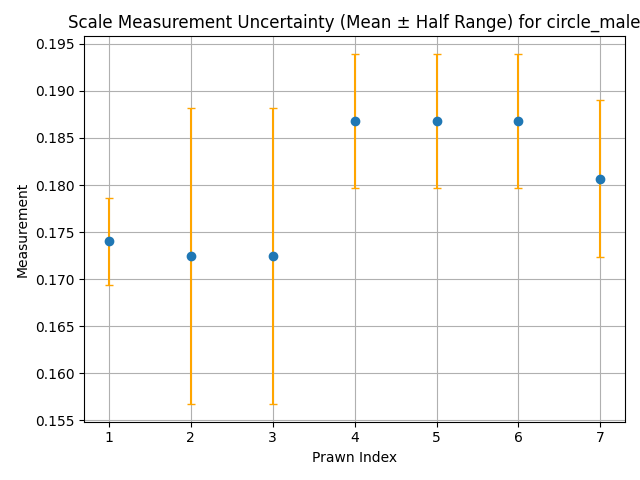 Scale Measurement Uncertainty (Mean ± Half Range) for circle_male
0.195
0.190
0.185
0.180
0.175
0.170
0.165
0.160
0.155
Measurement
1 2 3 4 5 6 7
Prawn Index